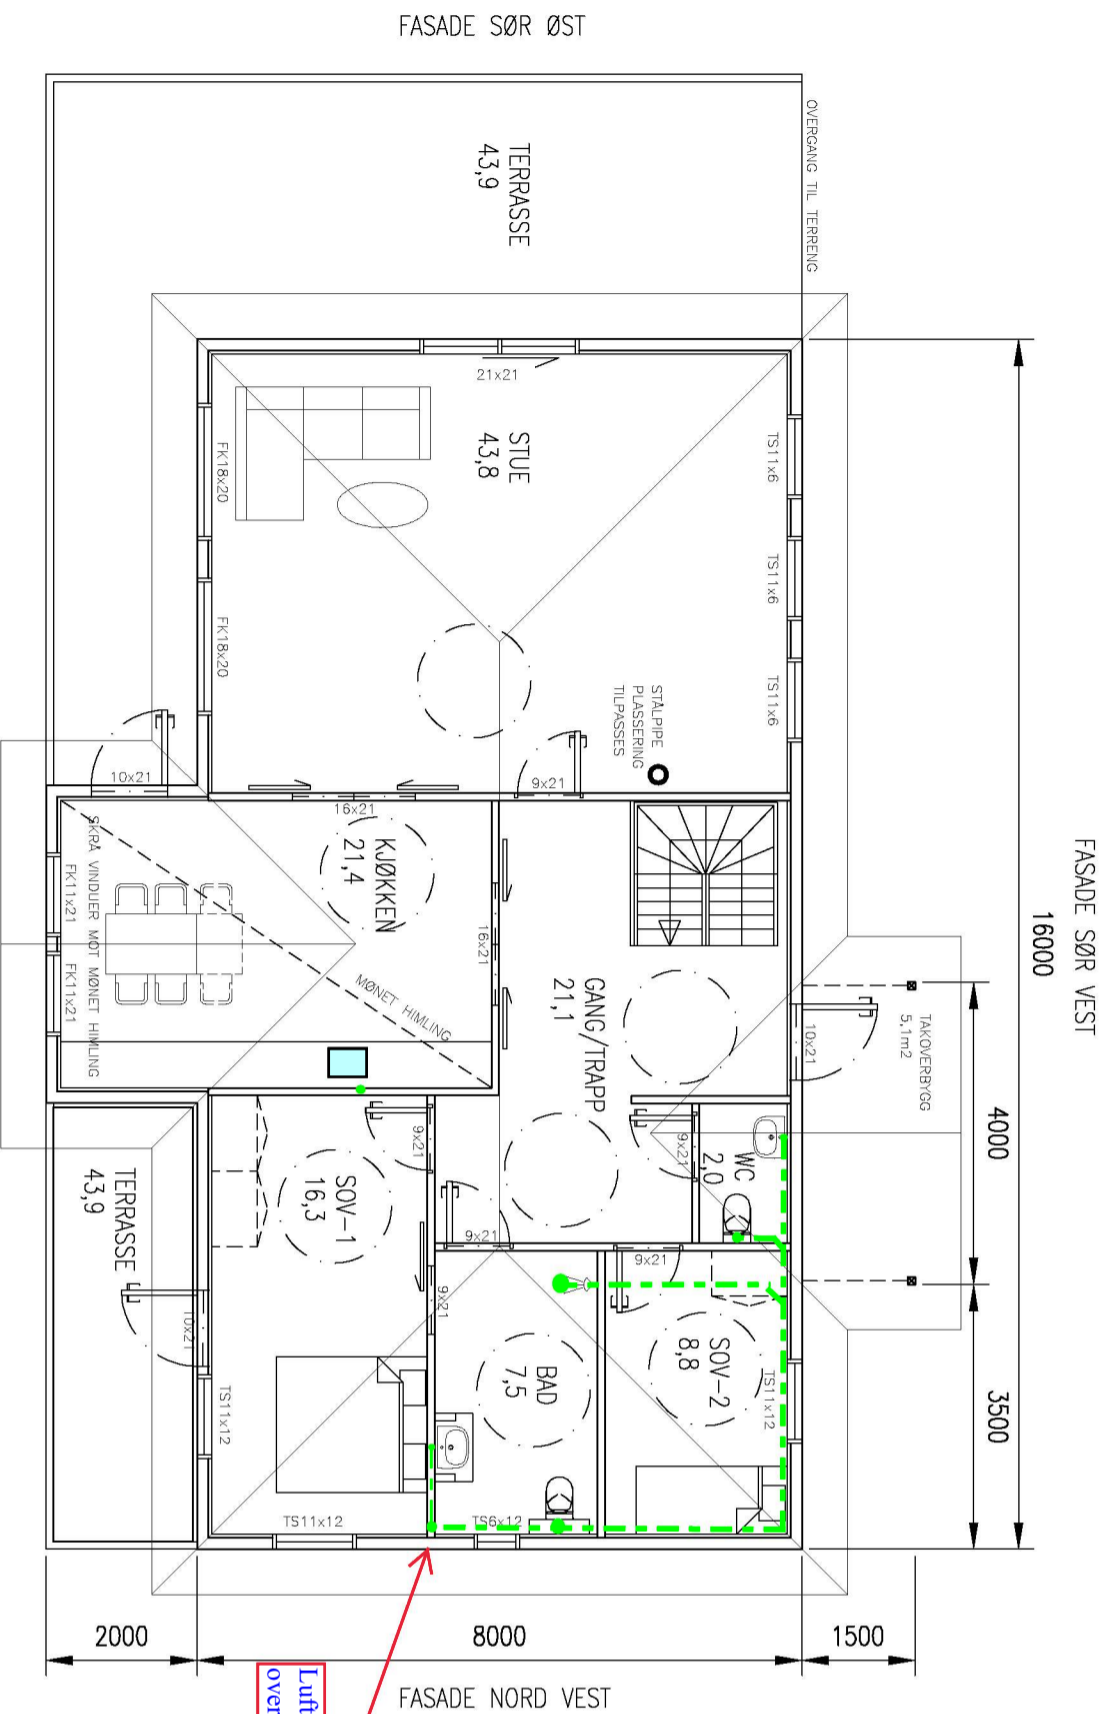 FASADE SØR ØST
OVERGANG TIL TERRENG
TERRASSE
43,9
21x21
STUE
43,8
FK18x20
FK18x20
TS11x6
TS11x6
TS11x6
STÅLPIPE
PLASSERING
TILPASSES
9x21
10x21
16x21
KJØKKEN
21,4
16x21
SKRÅ VINDUER MOT MØNET HIMLING
FK11x21
FK11x21
MØNET HIMLING
GANG/TRAPP
21,1
10x21
TAKOVERBYGG
5,1m2
FASADE SØR VEST
16000
4000
3500
WC
2,0
9x21
9x21
SOV-1
16,3
9x21
9x21
9x21
BAD
7,5
SOV-2
8,8
TS11x12
TERRASSE
43,9
10x21
TS11x12
TS11x12
TS6x12
2000
8000
1500
FASADE NORD VEST
Luft
over